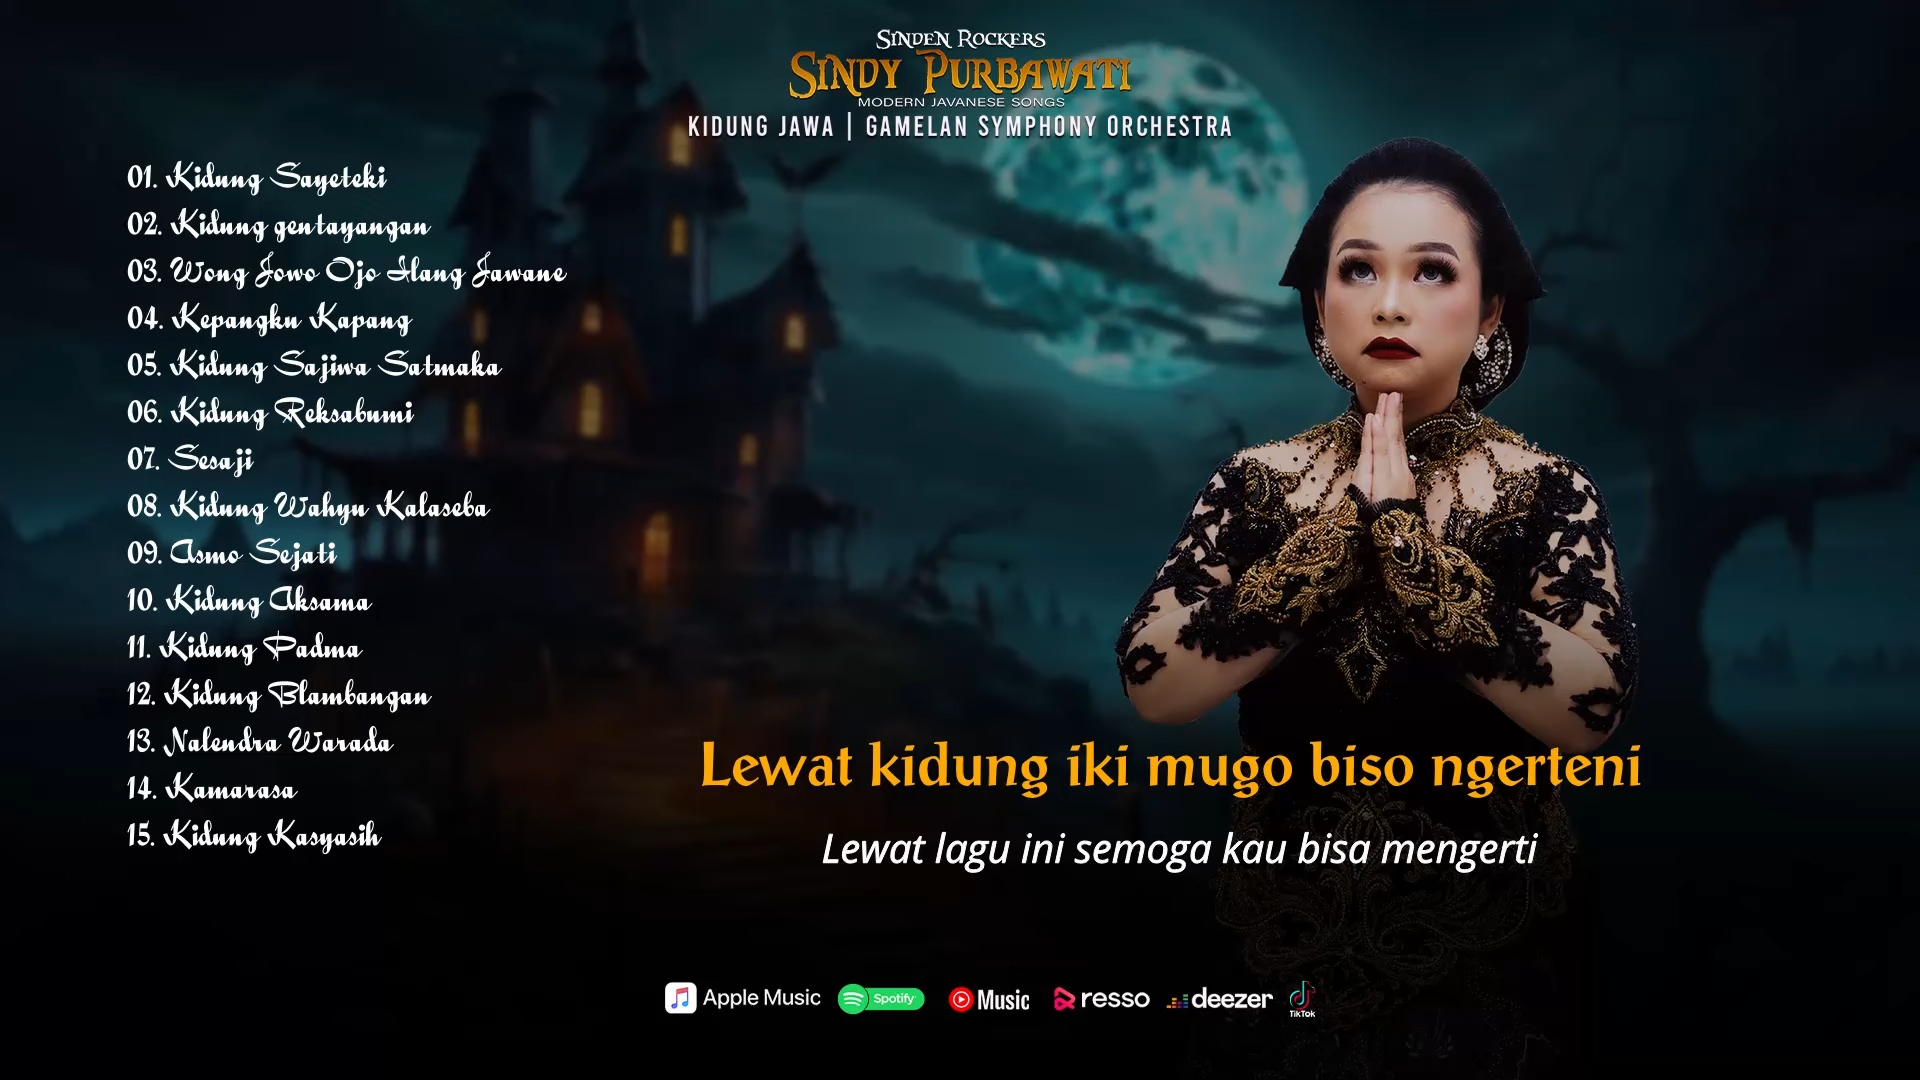 Sinden Rockers
Sindy Purbawati
MODERN JAVANESE SONGS
KIDUNG JAWA | GAMELAN SYMPHONY ORCHESTRA
01. Kidung Sayeteki
02. Kidung gentayangan
03. Wong Jowo Ojo Ilang Jawane
04. Kepangku Kapang
05. Kidung Sajiwa Satmaka
06. Kidung Reksabumi
07. Sesaji
08. Kidung Wahyu Kalaseba
09. Asmo Sejati
10. Kidung Aksama
11. Kidung Padma
12. Kidung Blambangan
13. Nalendra Warada
14. Kamarasa
15. Kidung Kasyasih
Lewat kidung iki mugo biso ngerteni
Lewat lagu ini semoga kau bisa mengerti
Apple Music Spotify Music resso deezer TikTok